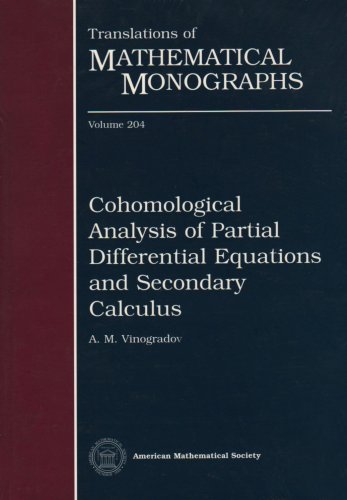 Translations of
MATHEMATICAL
MONOGRAPHS
Volume 204
Cohomological
Analysis of Partial
Differential Equations
and Secondary
Calculus
A. M. Vinogradov
American Mathematical Society